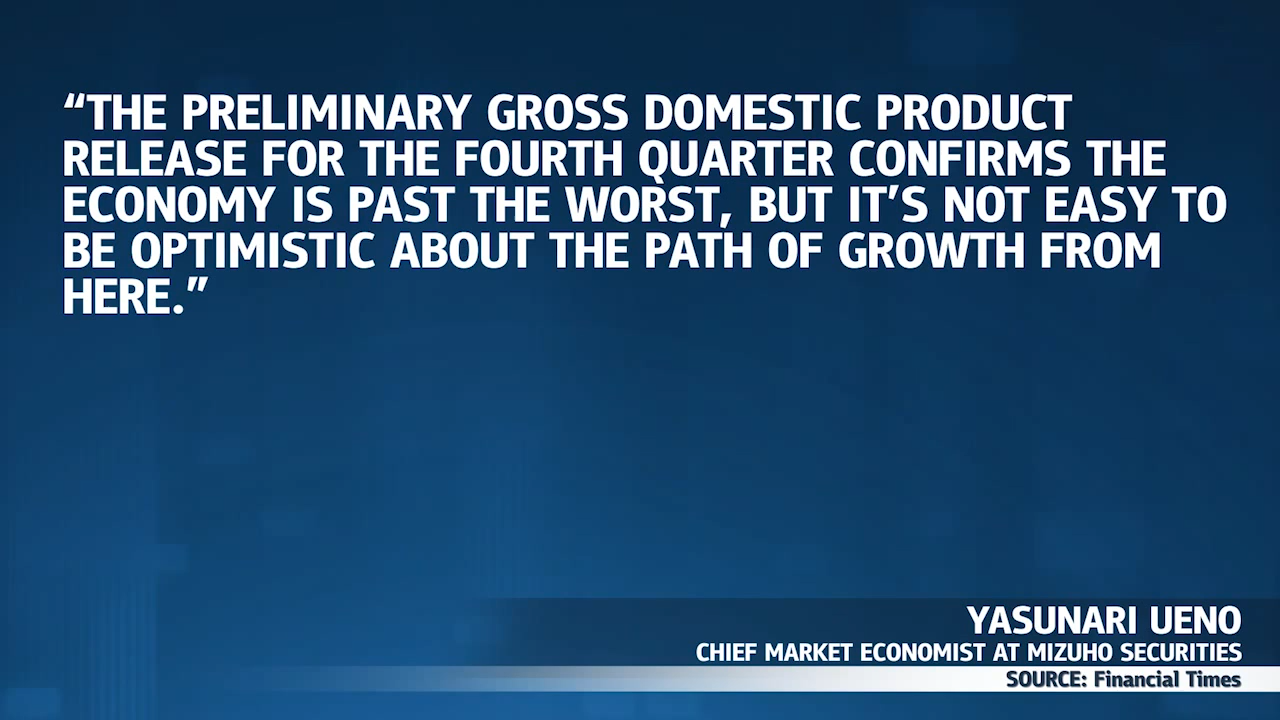 “THE PRELIMINARY GROSS DOMESTIC PRODUCT
RELEASE FOR THE FOURTH QUARTER CONFIRMS THE
ECONOMY IS PAST THE WORST, BUT IT’S NOT EASY TO
BE OPTIMISTIC ABOUT THE PATH OF GROWTH FROM
HERE.”
YASUNARI UENO
CHIEF MARKET ECONOMIST AT MIZUHO SECURITIES
SOURCE: Financial Times